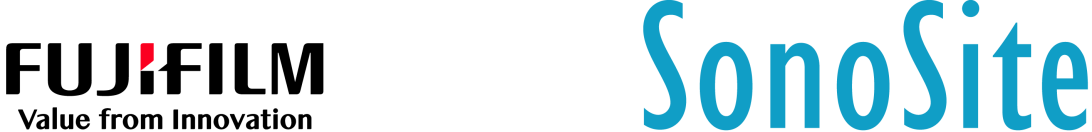 FUJIFILM
Value from Innovation
SonoSite